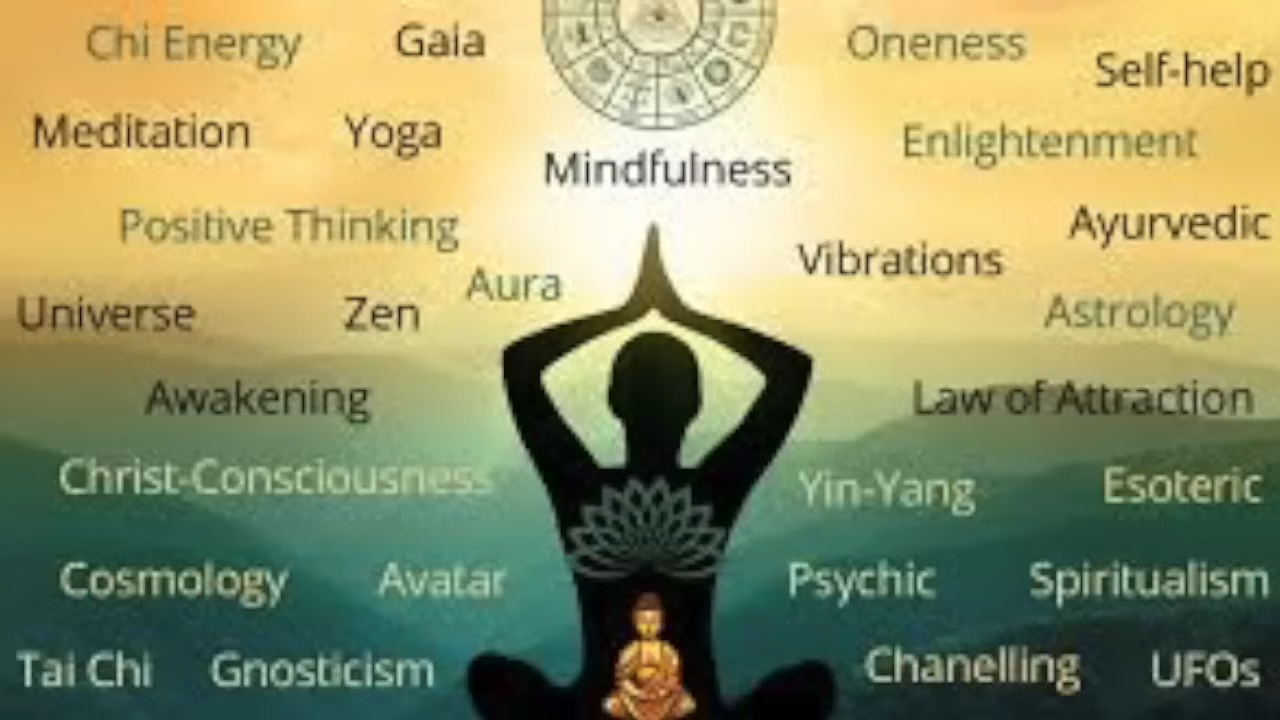 Chi Energy Gaia Oneness
Self-help
Meditation Yoga Enlightenment
Mindfulness
Positive Thinking Ayurvedic
Vibrations
Aura
Universe Zen Astrology
Awakening Law of Attraction
Christ-Consciousness Yin-Yang Esoteric
Cosmology Avatar Psychic Spiritualism
Tai Chi Gnosticism Chanelling UFOs